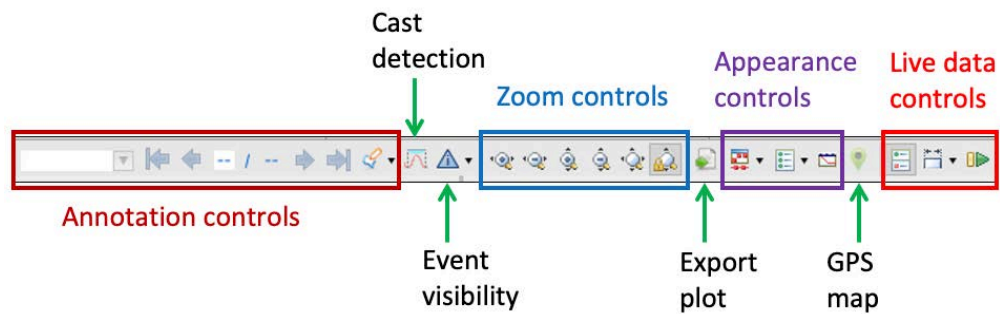 Cast
detection
Zoom controls
Appearance
controls
Live data
controls
-- / --
Annotation controls
Event
visibility
Export
plot
GPS
map